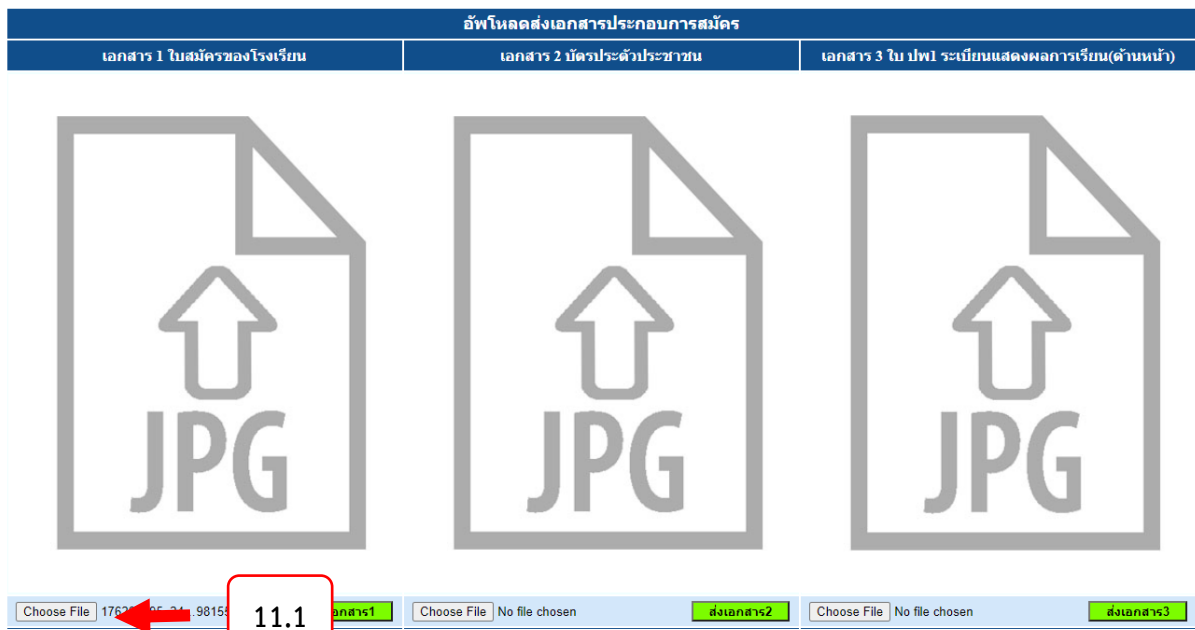 อัพโหลดส่งเอกสารประกอบการสมัคร
เอกสาร 1 ใบสมัครของโรงเรียน
เอกสาร 2 บัตรประตัวประชาชน
เอกสาร 3 ใบ ปพ1 ระเบียนแสดงผลการเรียน(ด้านหน้า)
JPG
JPG
JPG
Choose File
11.1
Choose File No file chosen ส่งเอกสาร2
Choose File No file chosen ส่งเอกสาร3